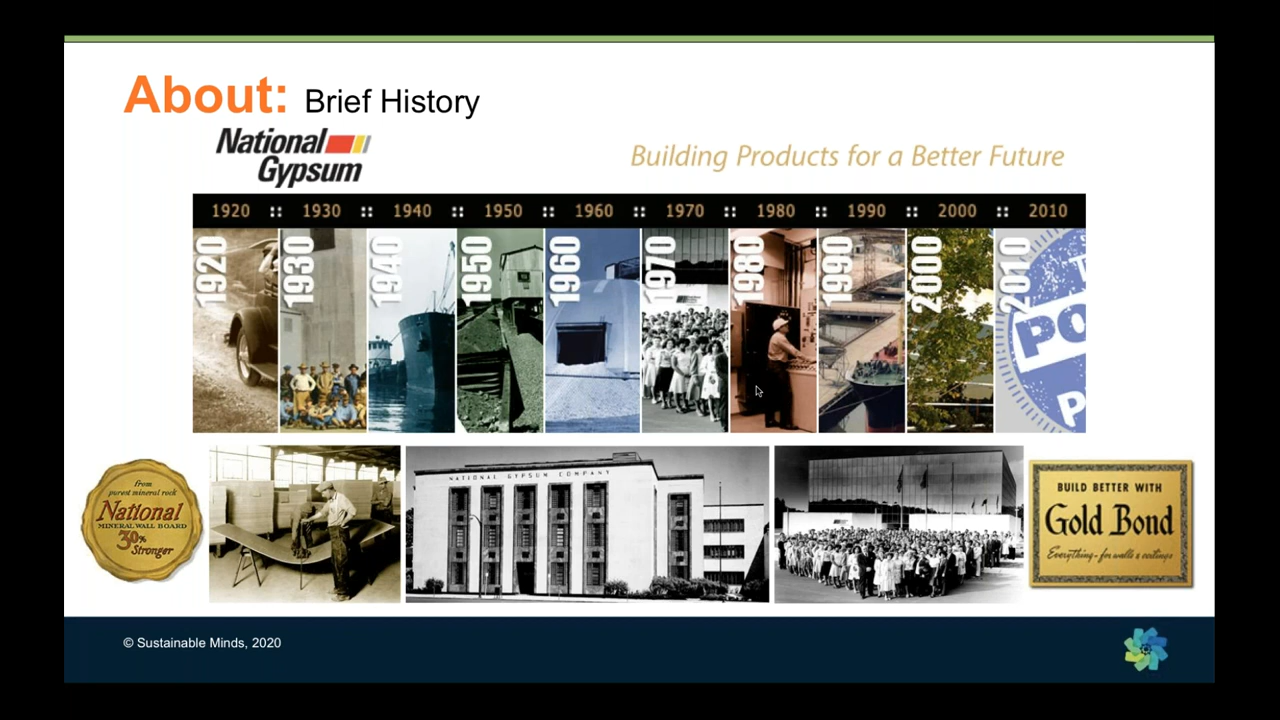 About: Brief History
National
Gypsum
Building Products for a Better Future
1920 :: 1930 :: 1940 :: 1950 :: 1960 :: 1970 :: 1980 :: 1990 :: 2000 :: 2010
1920
1930
1940
1950
1960
1970
1980
1990
2000
2010
PO
P
from
purest mineral rock
National
MINERAL WALL BOARD
30%
Stronger
NATIONAL GYPSUM COMPANY
BUILD BETTER WITH
Gold Bond
Everything - for walls & ceilings
© Sustainable Minds, 2020